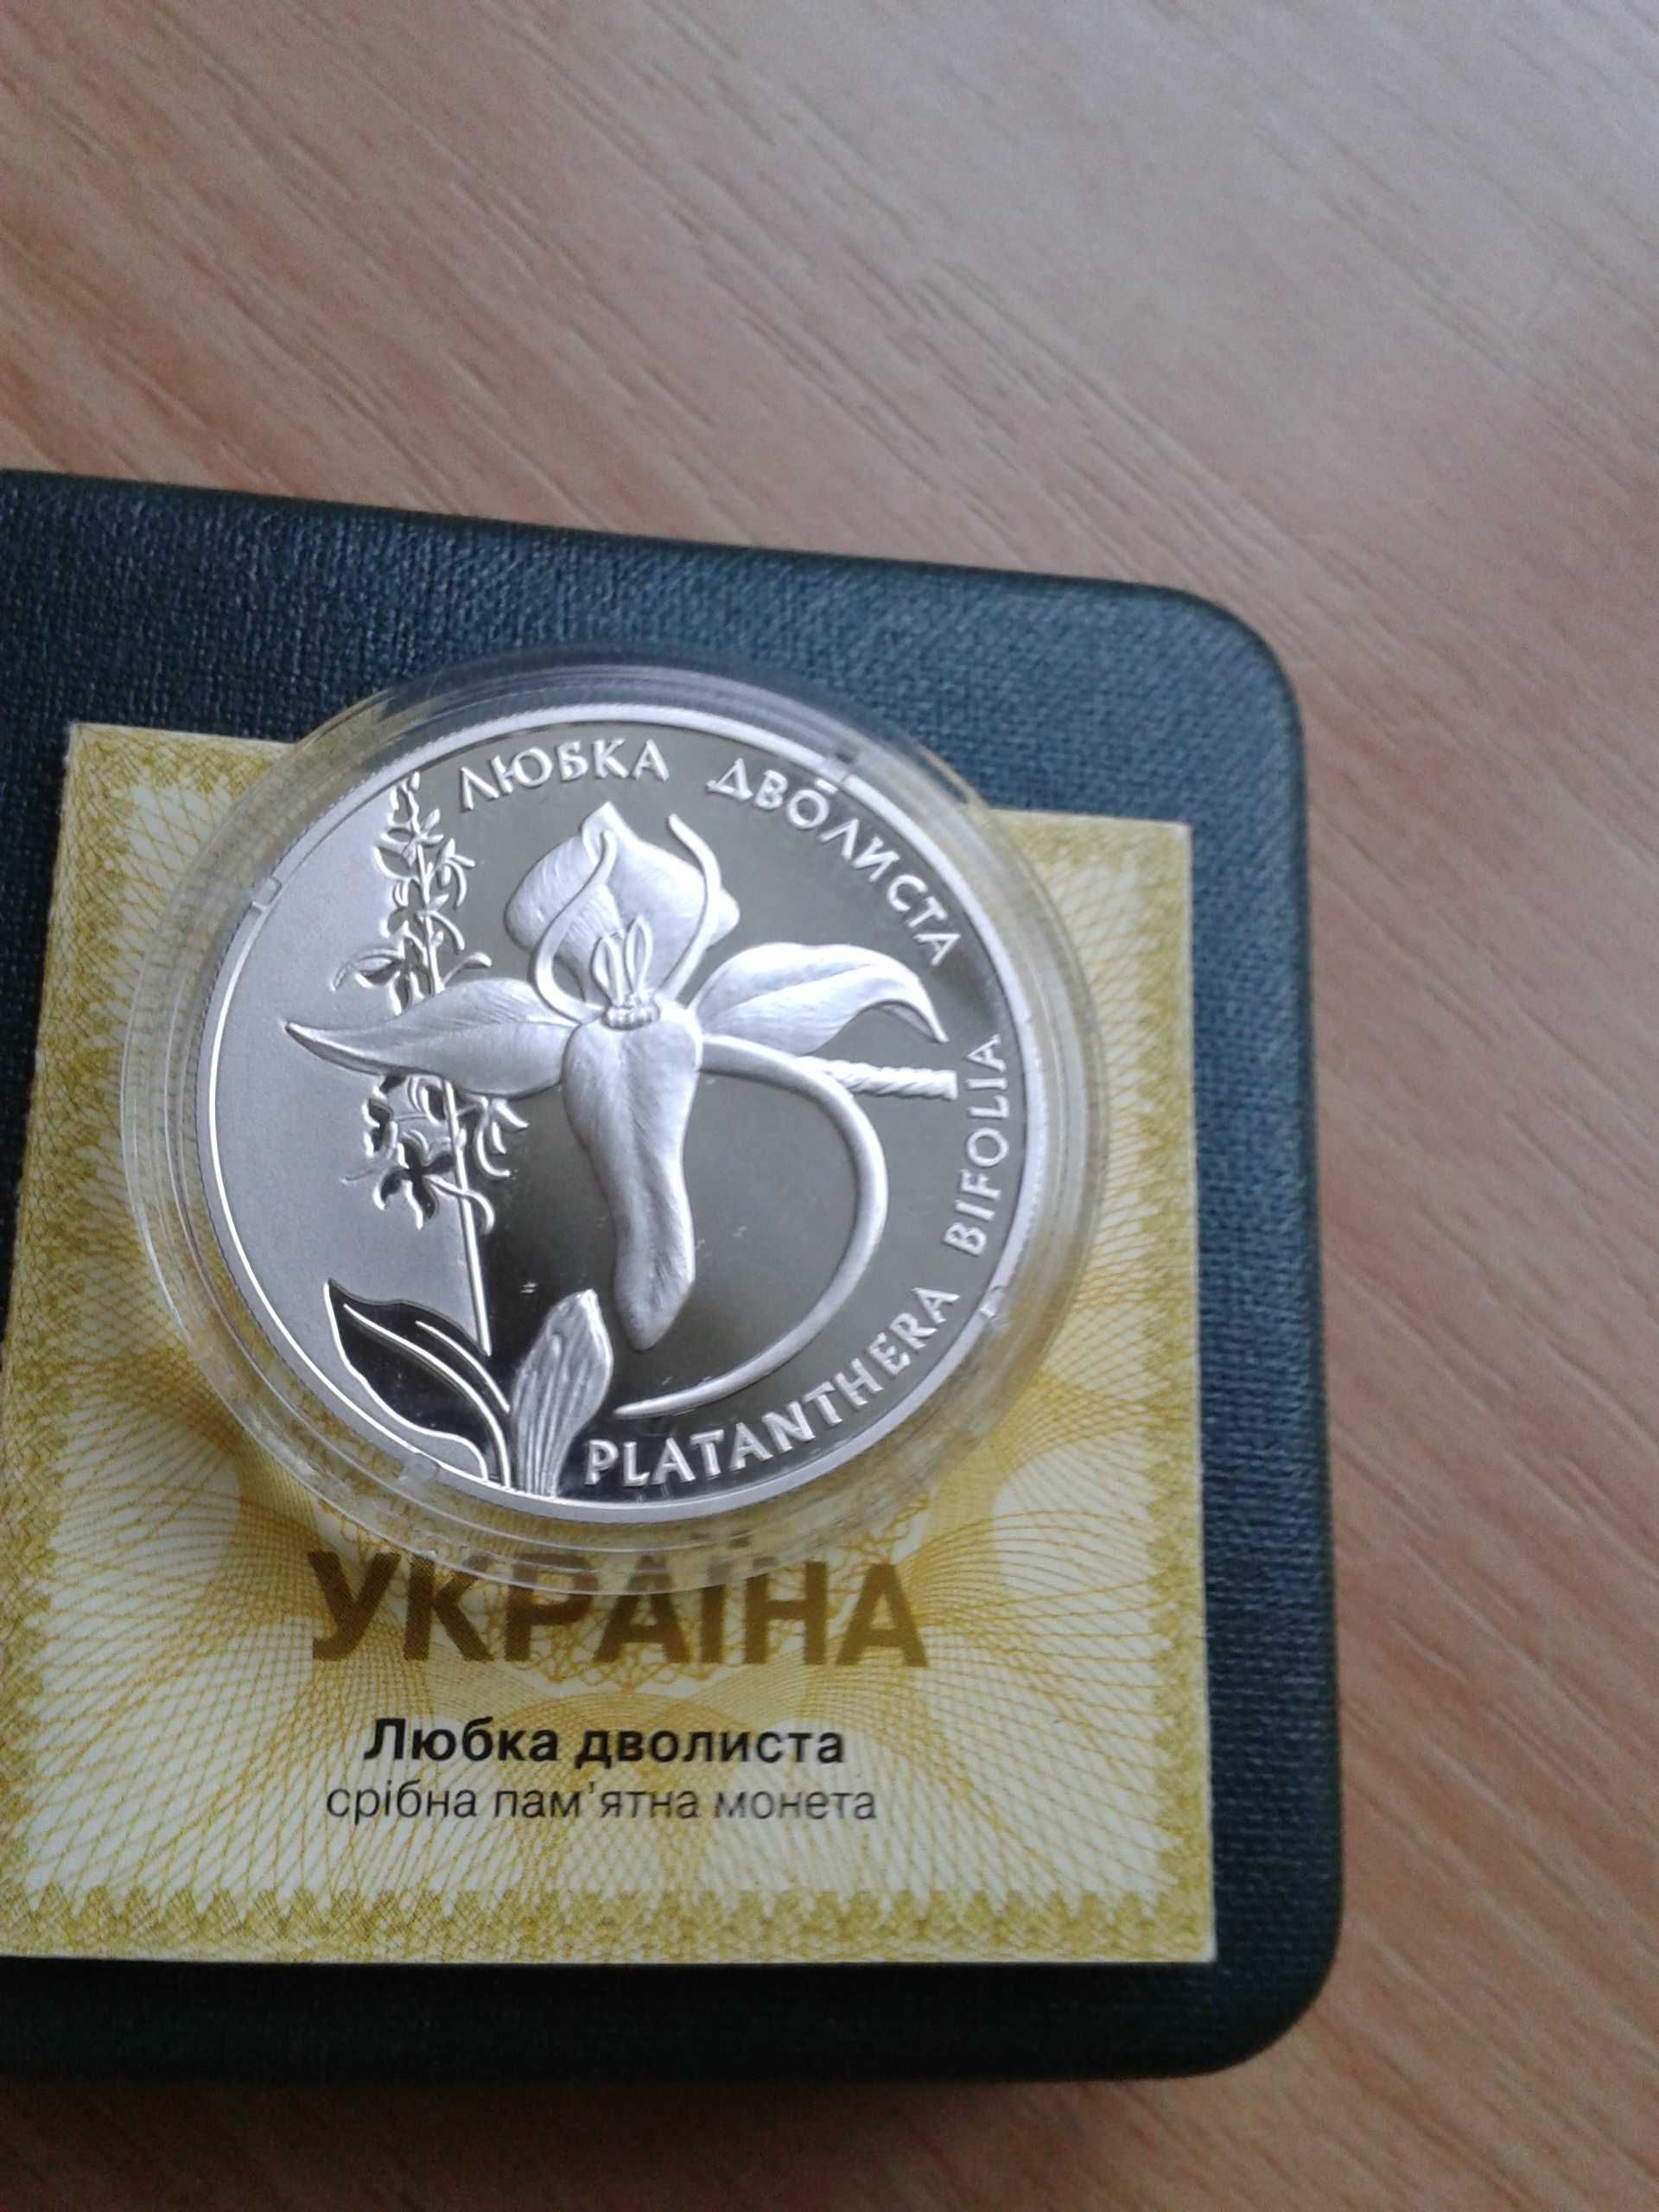 ЛЮБКА ДВОЛИСТА
PLATANTHERA BIFOLIA
УКРАЇНА
Любка дволиста
срібна пам'ятна монета